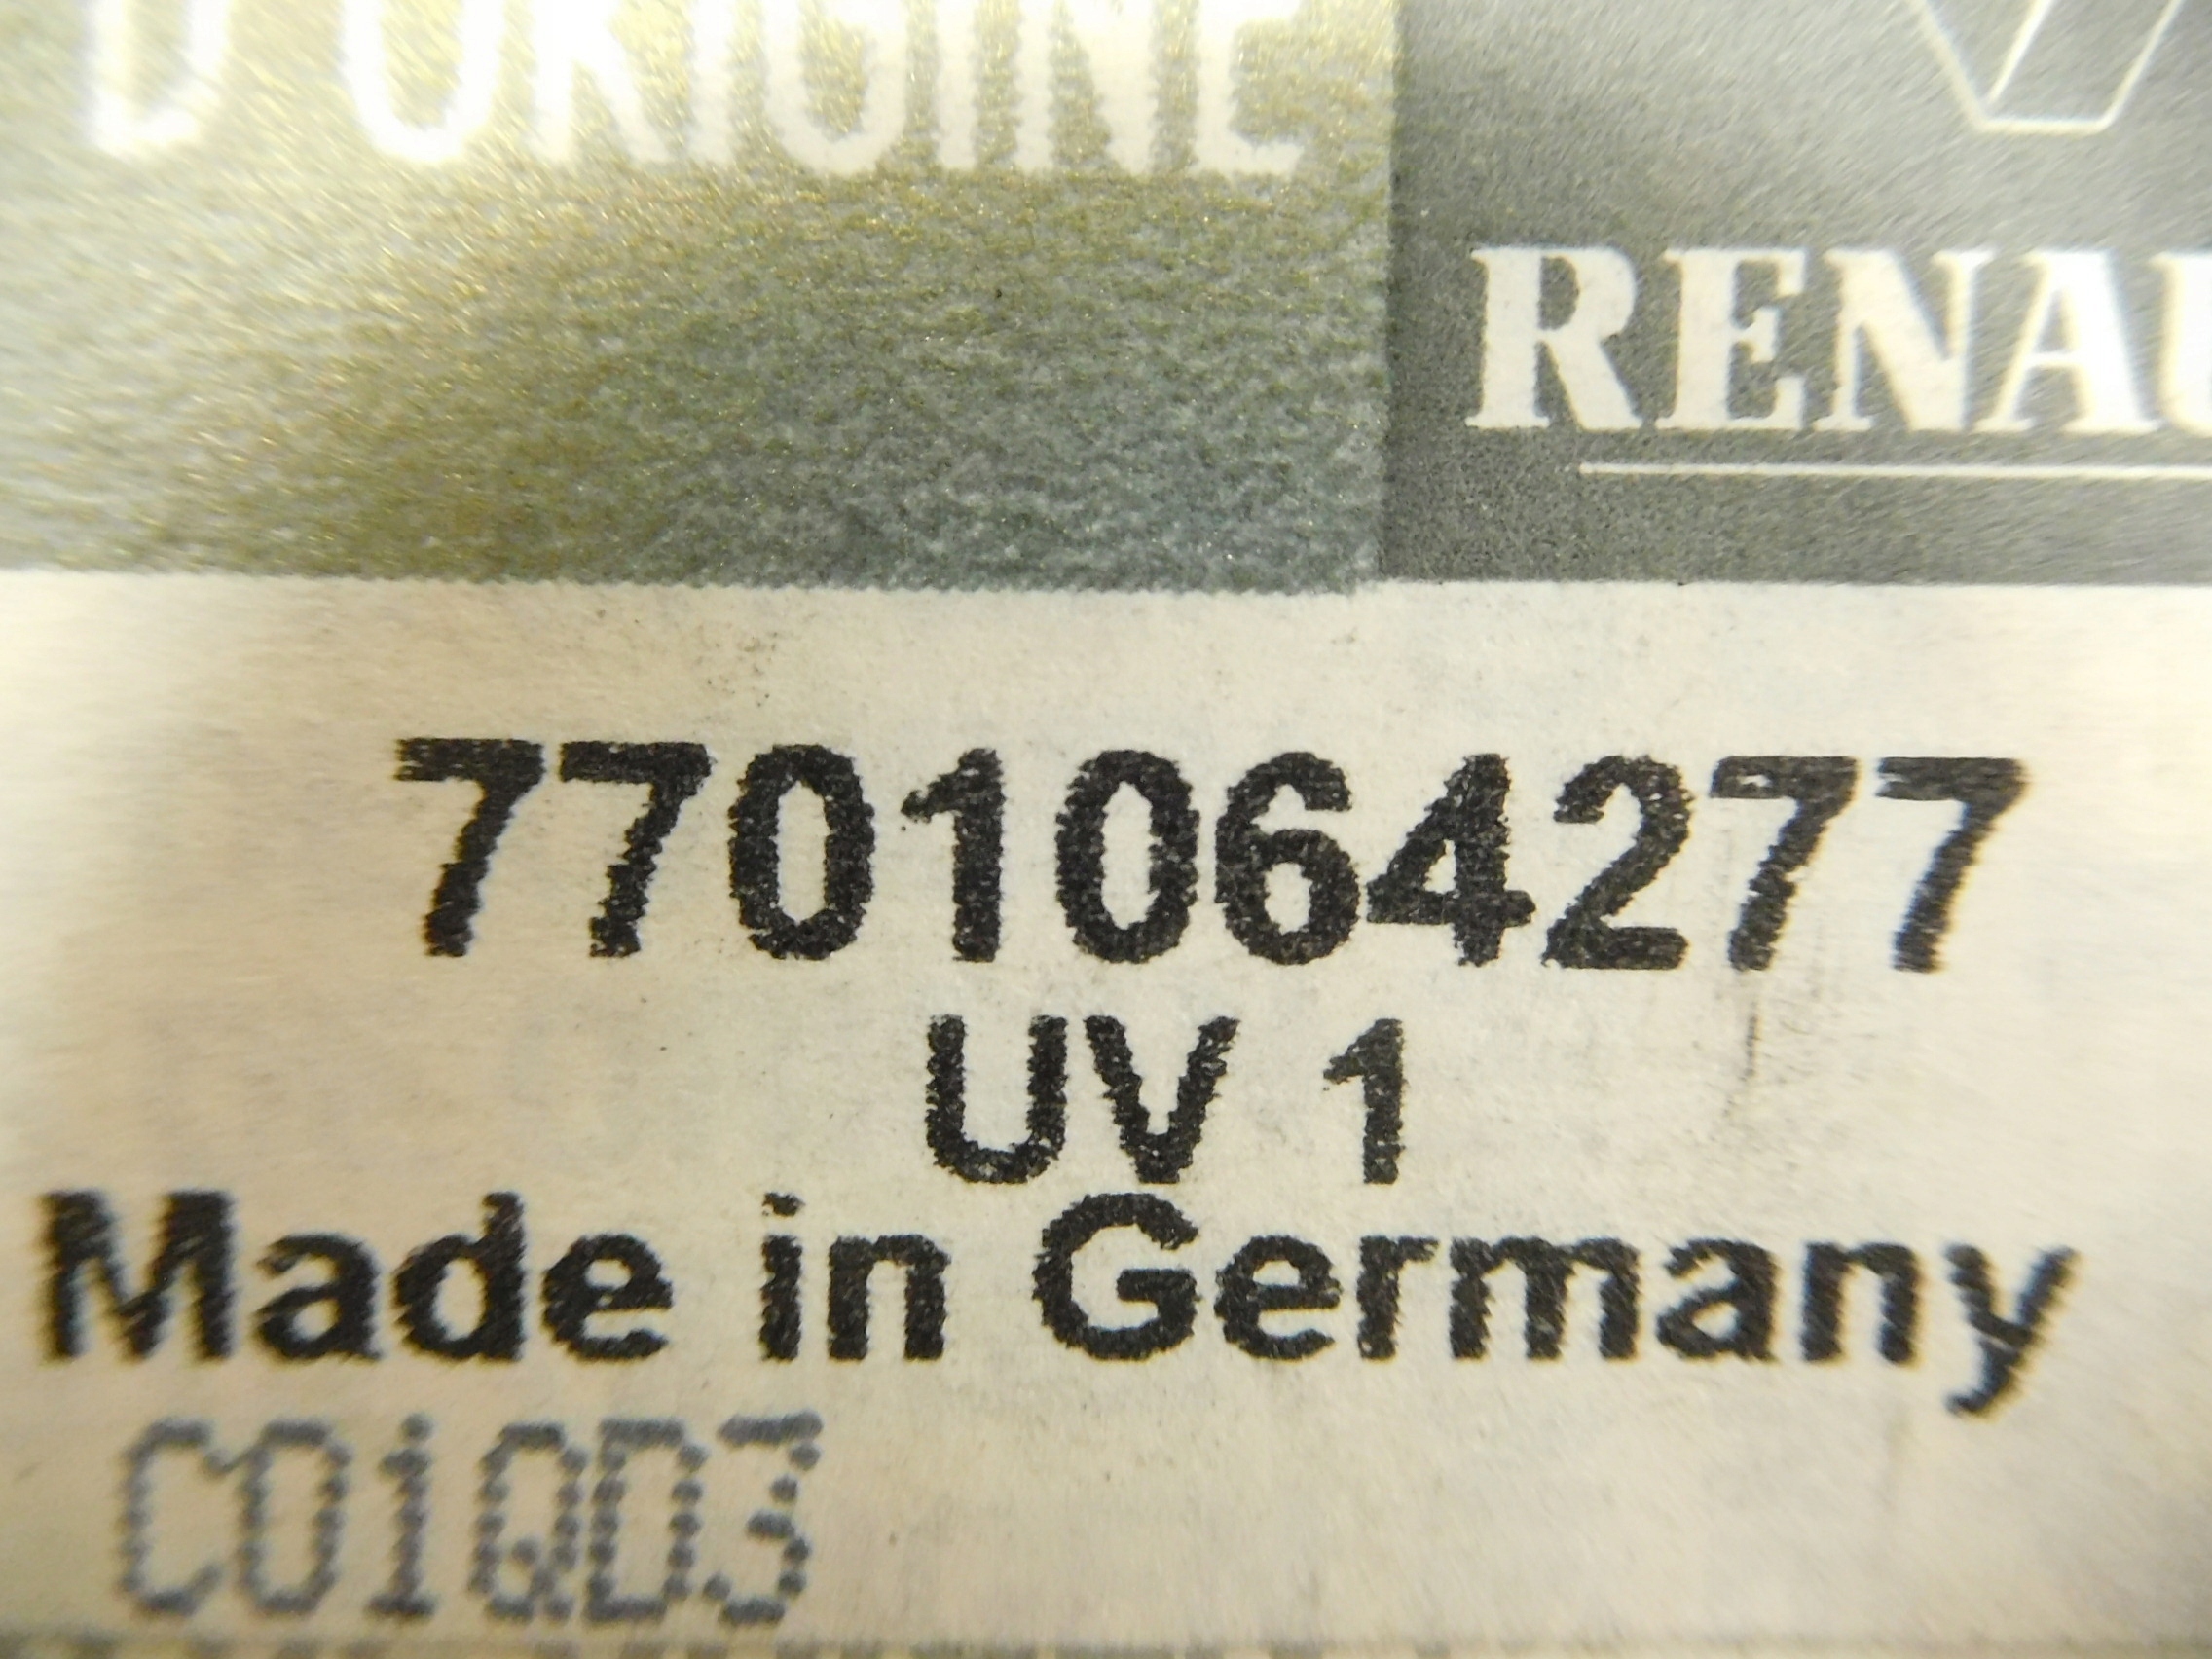 D'ORIGINE
RENAU
7701064277
UV 1
Made in Germany
C01QD3